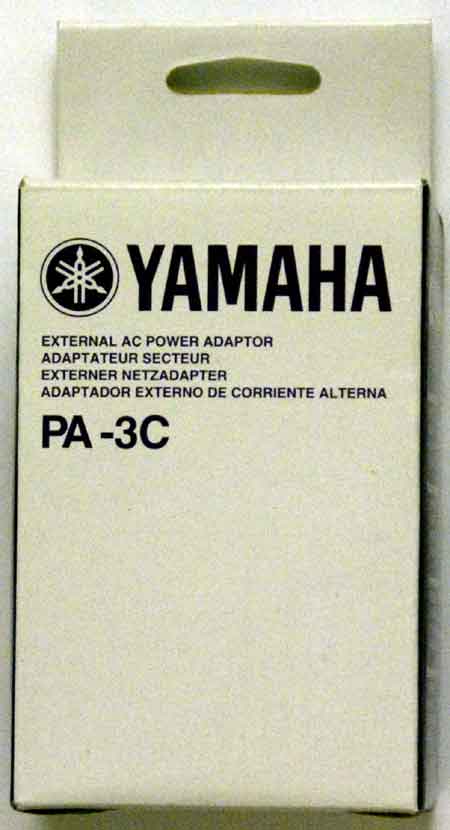 YAMAHA
EXTERNAL AC POWER ADAPTOR
ADAPTATEUR SECTEUR
EXTERNER NETZADAPTER
ADAPTADOR EXTERNO DE CORRIENTE ALTERNA
PA -3C